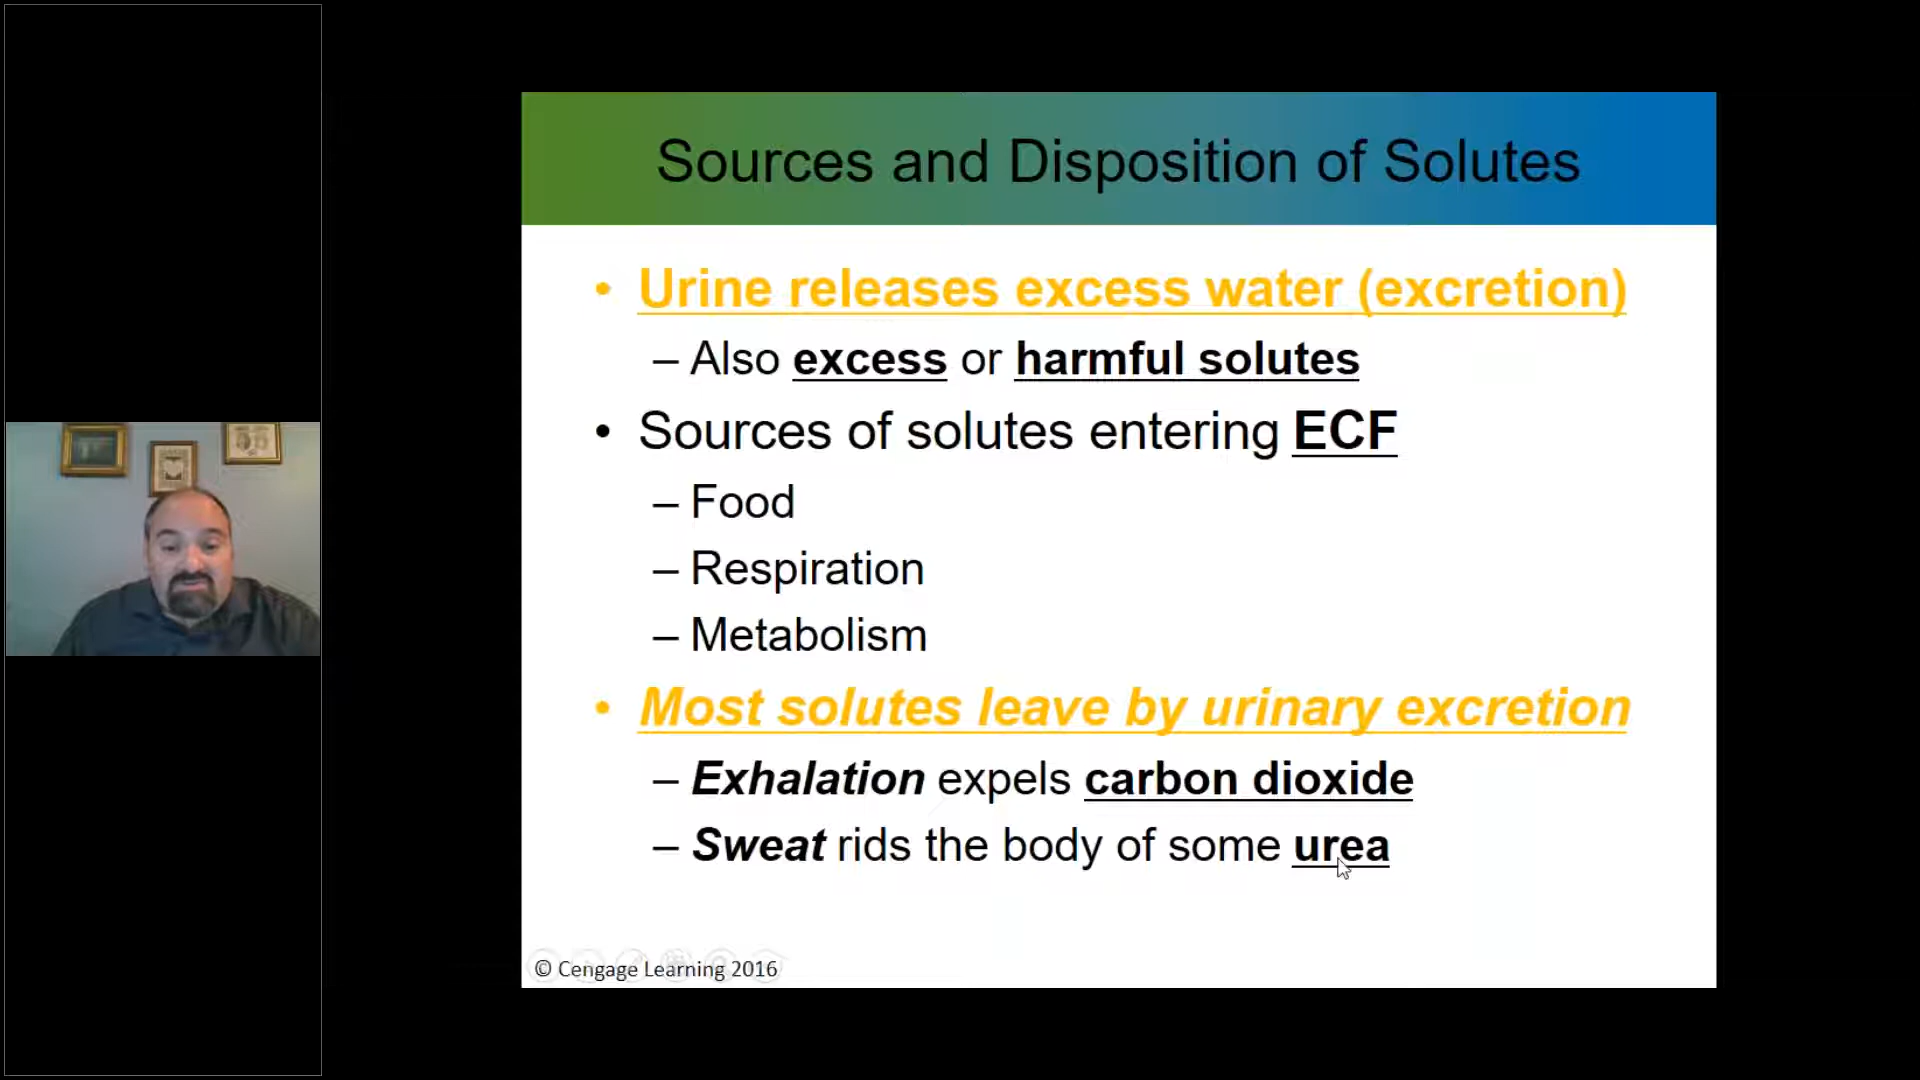 Sources and Disposition of Solutes
• Urine releases excess water (excretion)
– Also excess or harmful solutes
• Sources of solutes entering ECF
– Food
– Respiration
– Metabolism
• Most solutes leave by urinary excretion
– Exhalation expels carbon dioxide
– Sweat rids the body of some urea
© Cengage Learning 2016